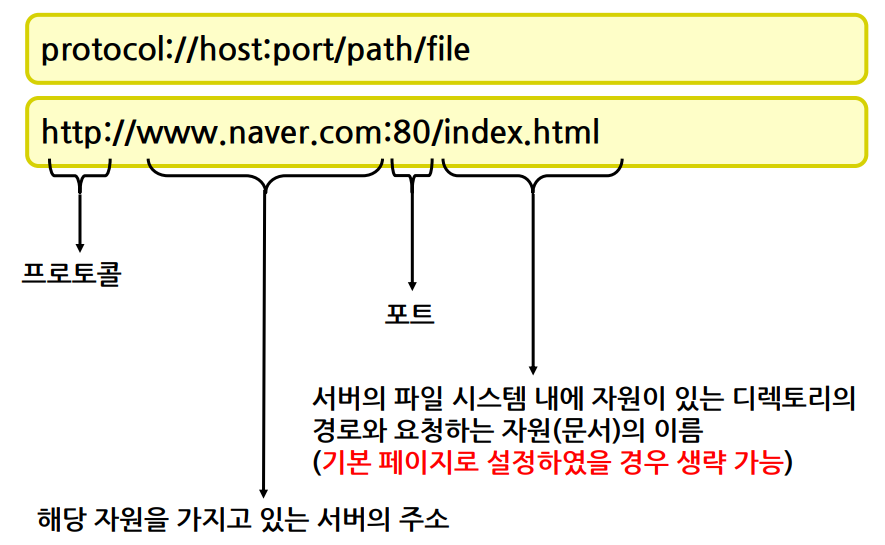 protocol://host:port/path/file
http://www.naver.com:80/index.html
프로토콜
포트
서버의 파일 시스템 내에 자원이 있는 디렉토리의
경로와 요청하는 자원(문서)의 이름
(기본 페이지로 설정하였을 경우 생략 가능)
해당 자원을 가지고 있는 서버의 주소